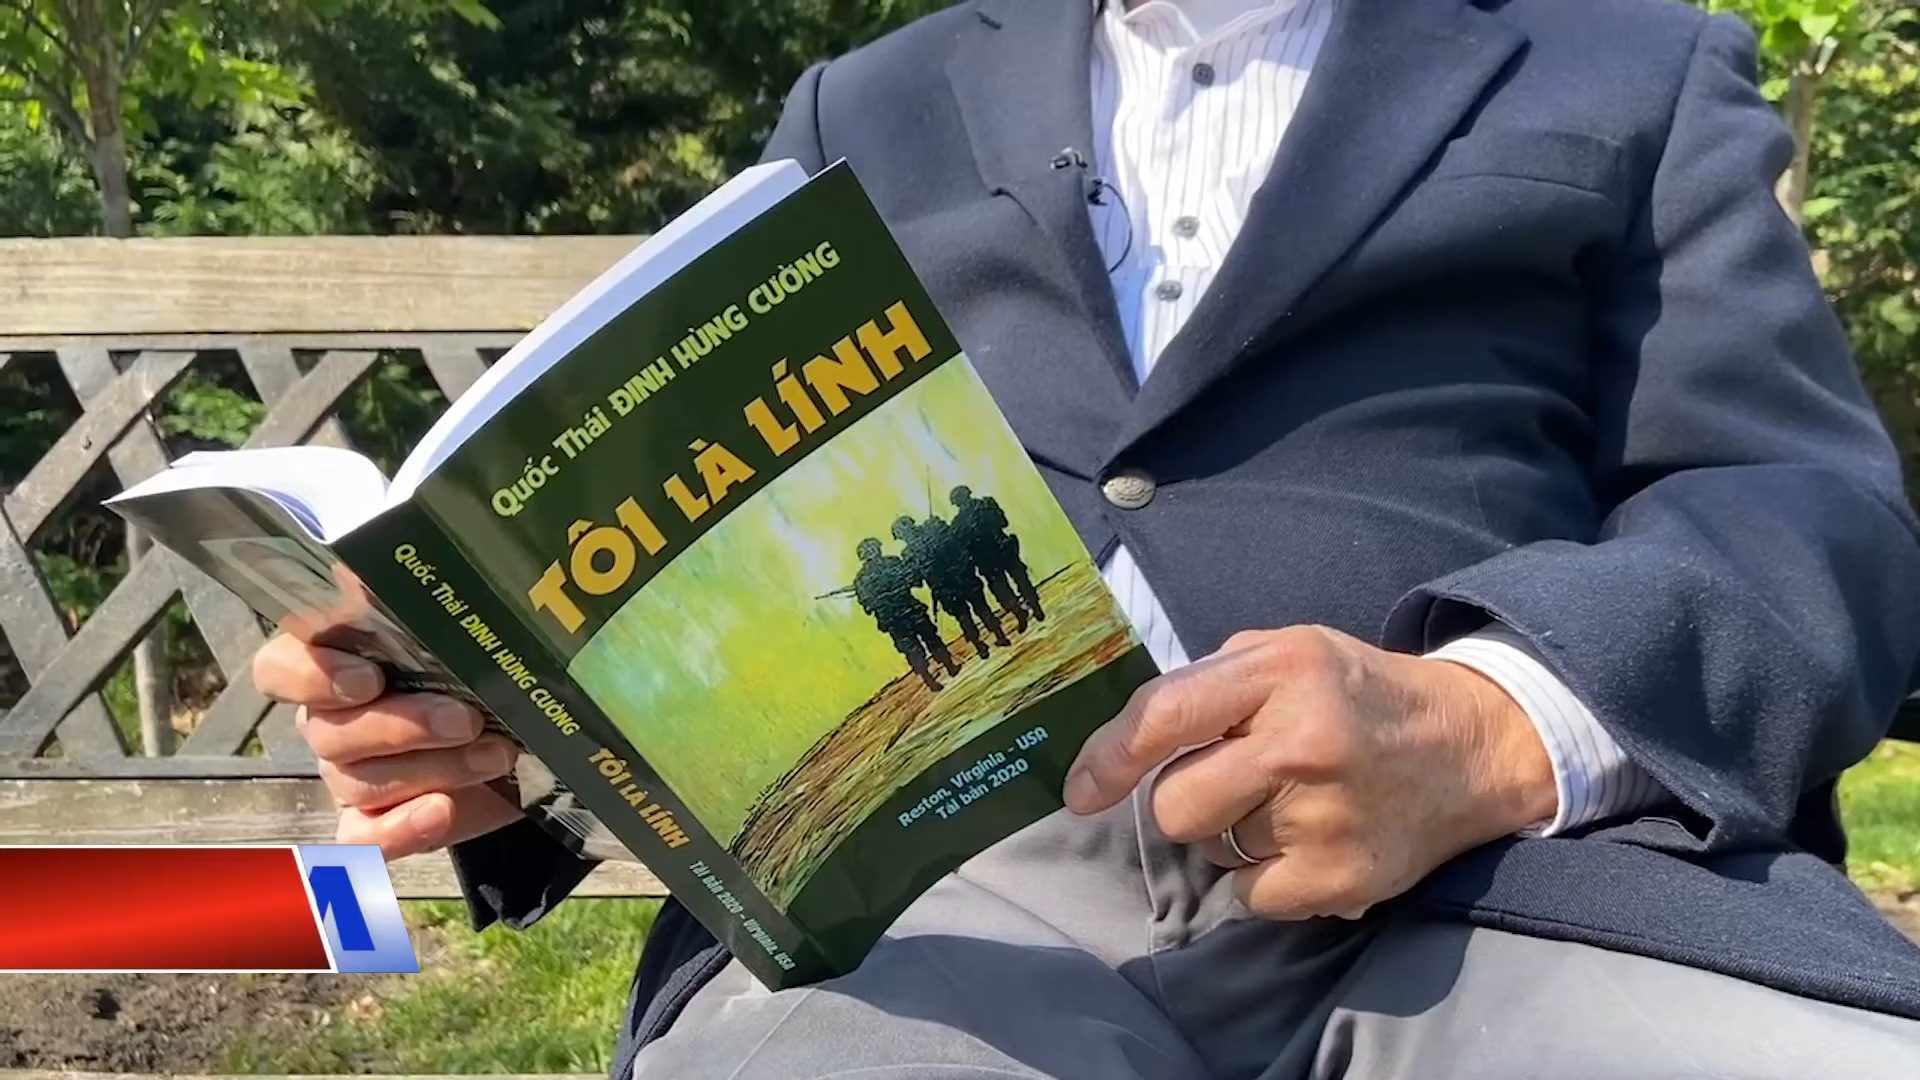 Quốc Thái ĐINH HÙNG CƯỜNG
TÔI LÀ LÍNH
Reston, Virginia - USA
Tái bản 2020
Quốc Thái ĐINH HÙNG CƯỜNG TÔI LÀ LÍNH Tái bản 2020 - Virginia, USA